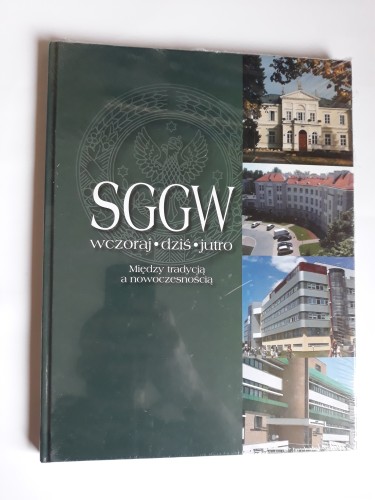 SGGW
wczoraj•dziś•jutro
Między tradycją
a nowoczesnością